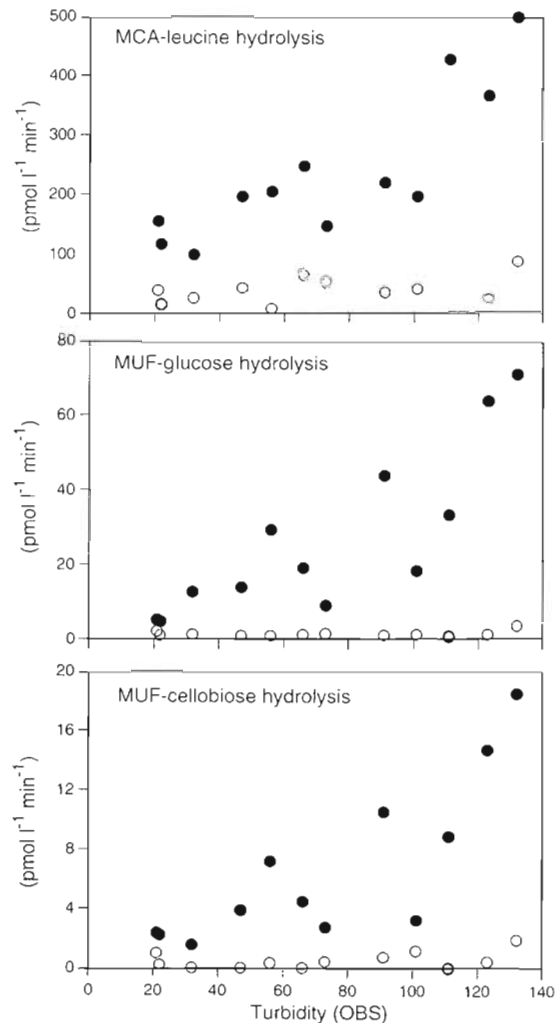 MCA-leucine hydrolysis
500
400
300
200
100
0
(pmol l⁻¹ min⁻¹)
MUF-glucose hydrolysis
80
60
40
20
0
(pmol l⁻¹ min⁻¹)
MUF-cellobiose hydrolysis
20
16
12
8
4
0
(pmol l⁻¹ min⁻¹)
0 20 40 60 80 100 120 140
Turbidity (OBS)